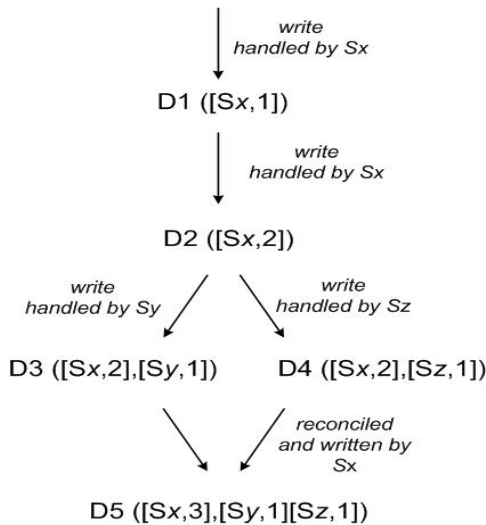 write
handled by Sx
D1 ([Sx,1])
write
handled by Sx
D2 ([Sx,2])
write
handled by Sy
write
handled by Sz
D3 ([Sx,2],[Sy,1])
D4 ([Sx,2],[Sz,1])
reconciled
and written by
Sx
D5 ([Sx,3],[Sy,1][Sz,1])